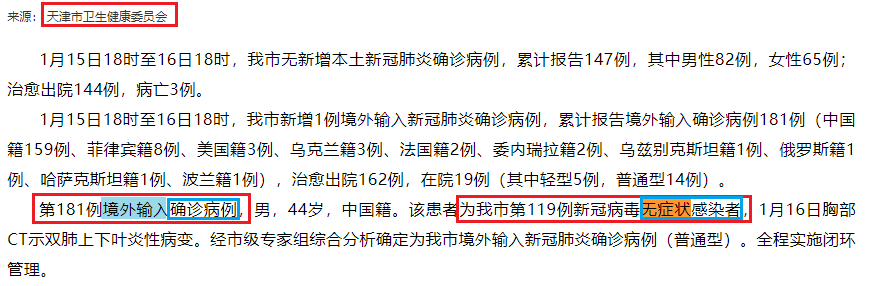 来源：天津市卫生健康委员会
1月15日18时至16日18时，我市无新增本土新冠肺炎确诊病例，累计报告147例，其中男性82例，女性65例；
治愈出院144例，病亡3例。
1月15日18时至16日18时，我市新增1例境外输入新冠肺炎确诊病例，累计报告境外输入确诊病例181例（中国
籍159例、菲律宾籍8例、美国籍3例、乌克兰籍3例、法国籍2例、委内瑞拉籍2例、乌兹别克斯坦籍1例、俄罗斯籍1
例、哈萨克斯坦籍1例、波兰籍1例），治愈出院162例，在院19例（其中轻型5例，普通型14例）。
第181例境外输入确诊病例，男，44岁，中国籍。该患者为我市第119例新冠病毒无症状感染者，1月16日胸部
CT示双肺上下叶炎性病变。经市级专家组综合分析确定为我市境外输入新冠肺炎确诊病例（普通型）。全程实施闭环
管理。